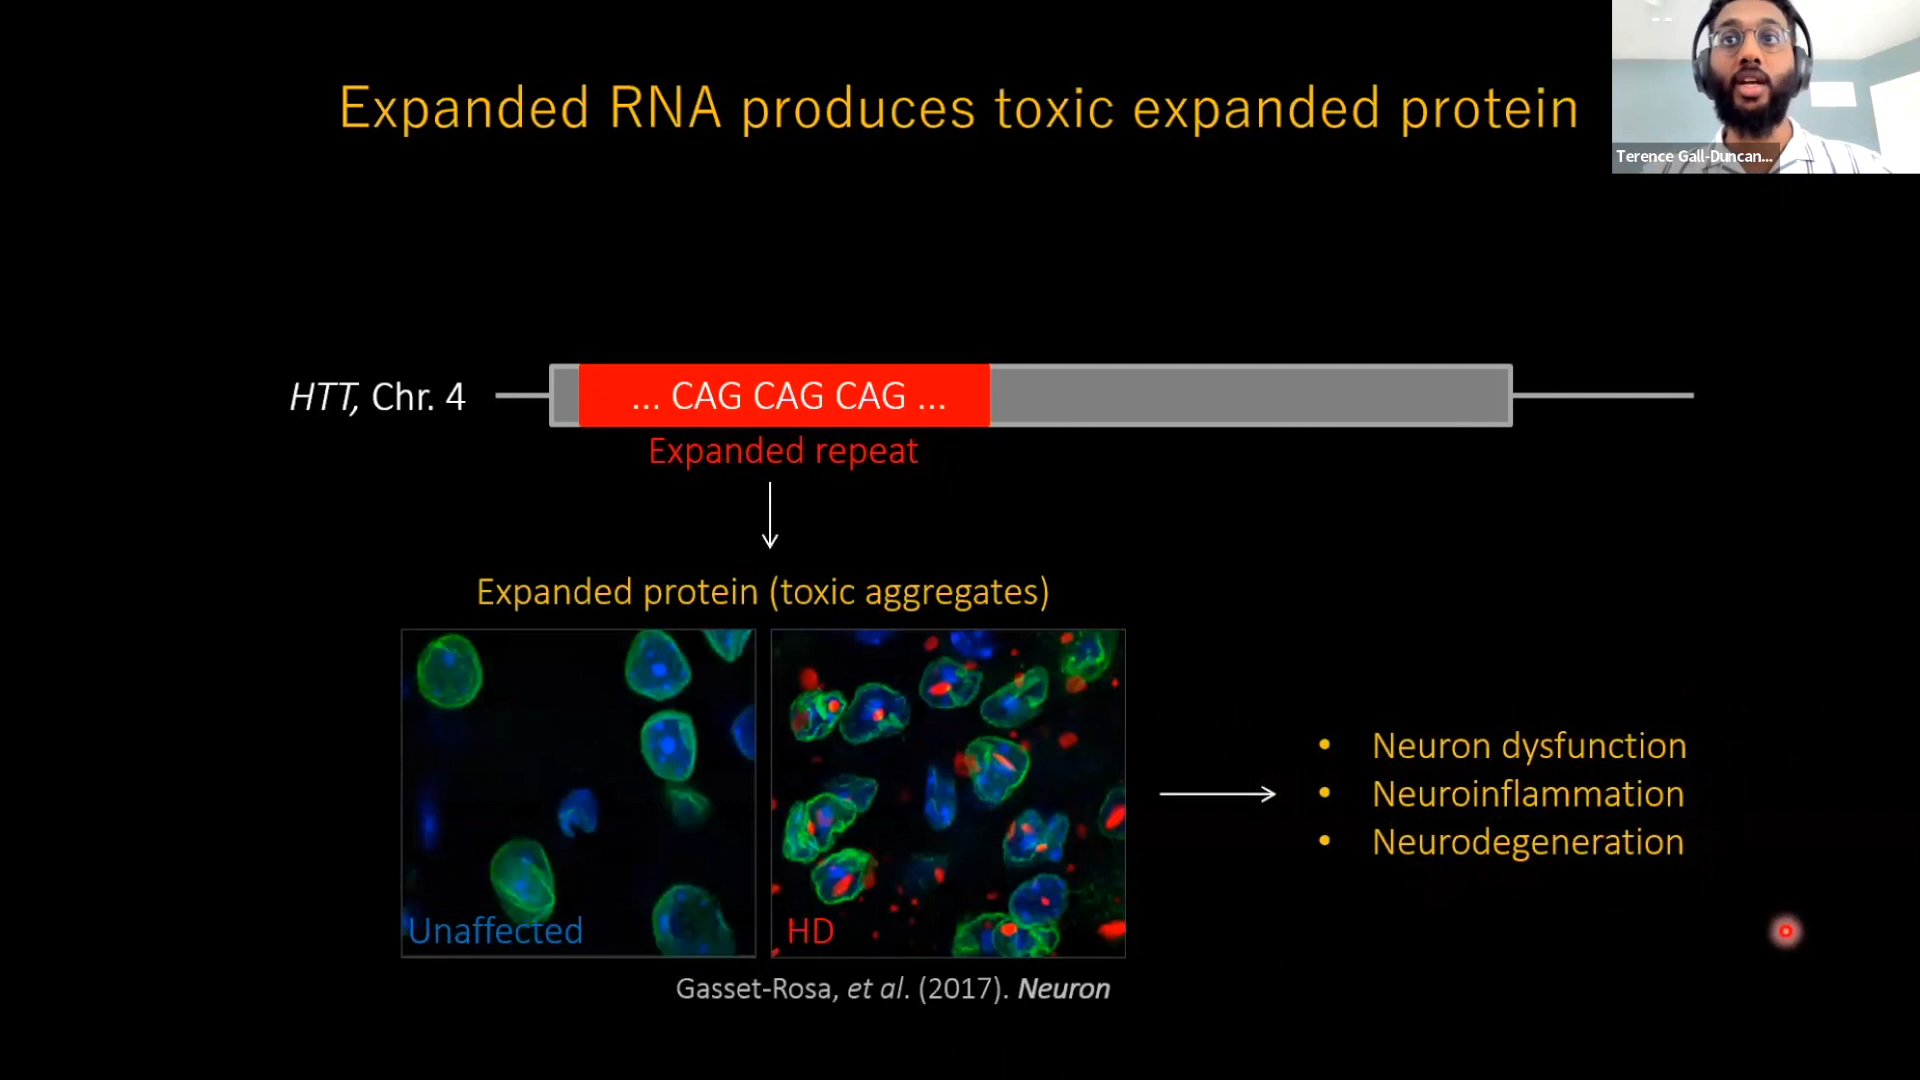 Expanded RNA produces toxic expanded protein
Terence Gall-Duncan...
HTT, Chr. 4
... CAG CAG CAG ...
Expanded repeat
Expanded protein (toxic aggregates)
Unaffected
HD
• Neuron dysfunction
• Neuroinflammation
• Neurodegeneration
Gasset-Rosa, et al. (2017). Neuron